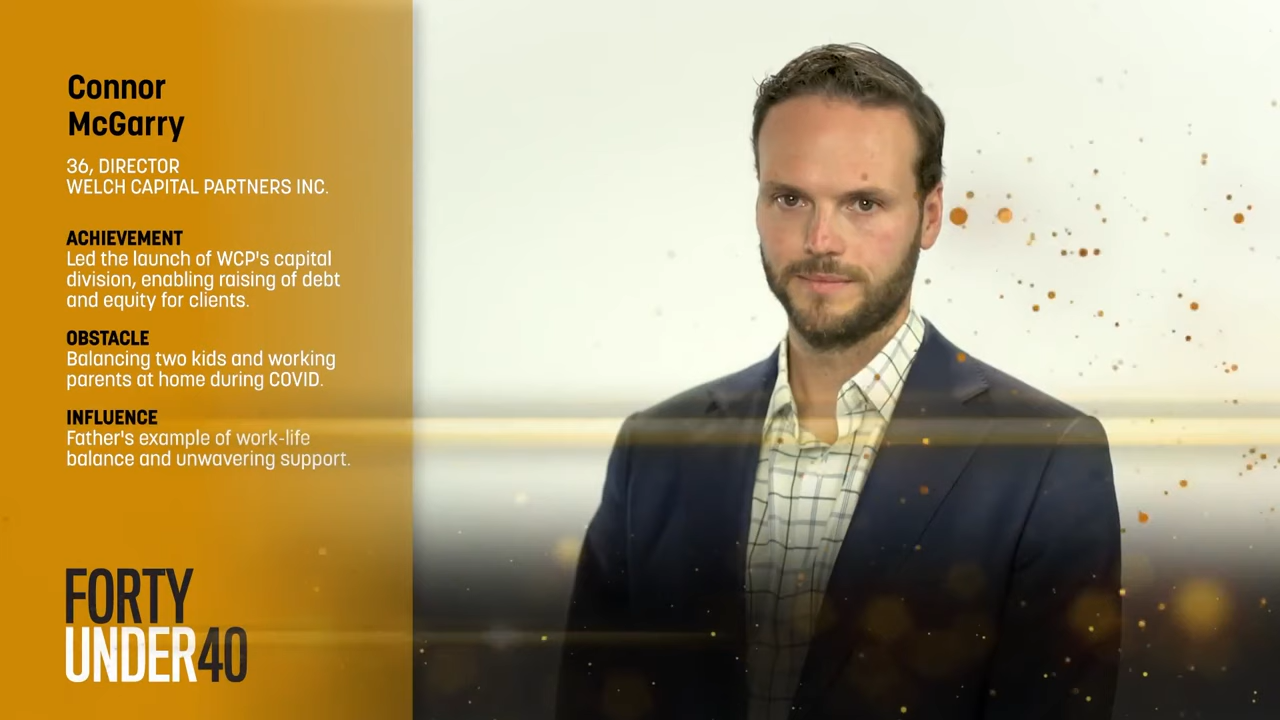 Connor
McGarry
36, DIRECTOR
WELCH CAPITAL PARTNERS INC.
ACHIEVEMENT
Led the launch of WCP's capital
division, enabling raising of debt
and equity for clients.
OBSTACLE
Balancing two kids and working
parents at home during COVID.
INFLUENCE
Father's example of work-life
balance and unwavering support.
FORTY
UNDER40